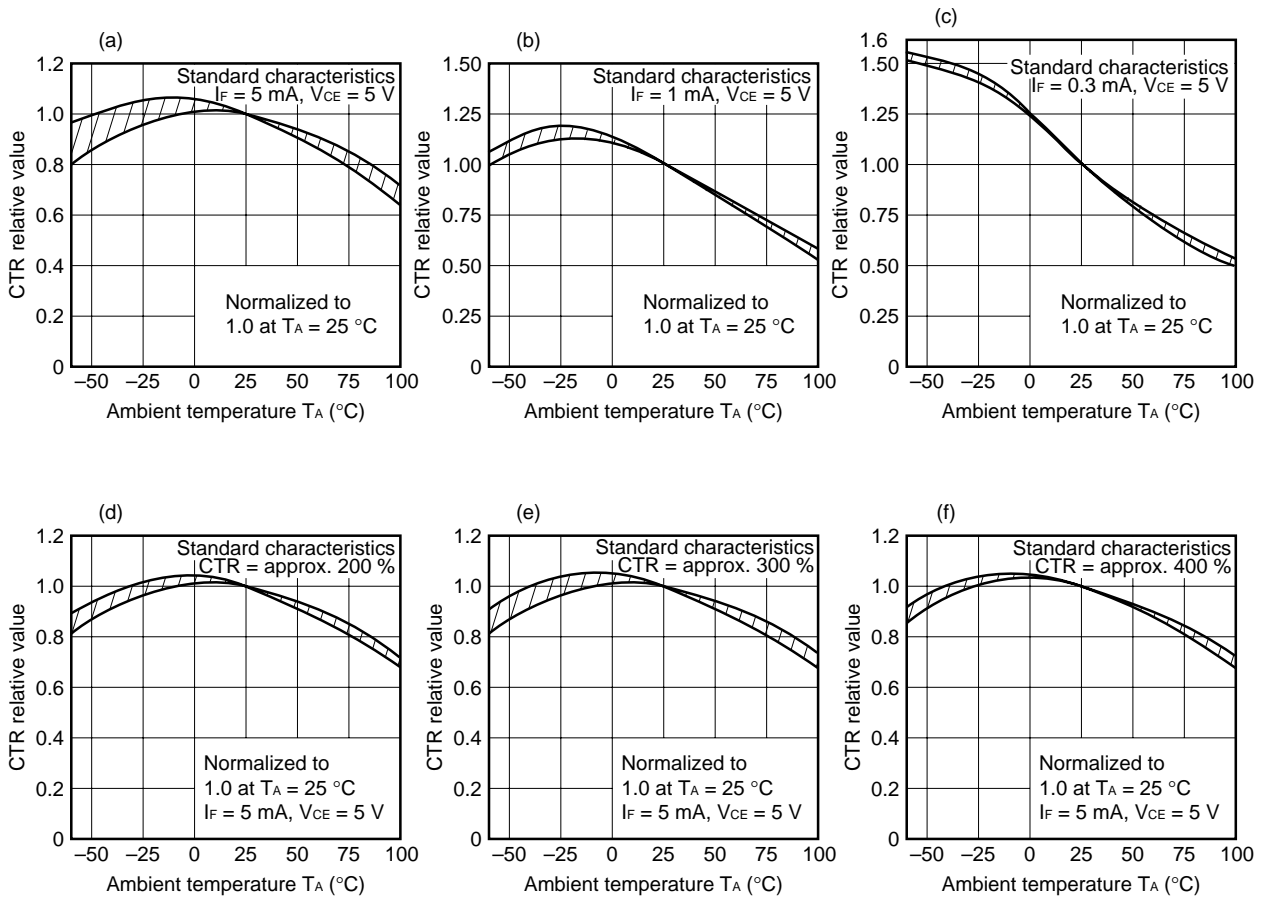 (a)
1.2
1.0
0.8
0.6
0.4
0.2
0
CTR relative value
Standard characteristics
IF = 5 mA, VCE = 5 V
Normalized to
1.0 at TA = 25 °C
–50 –25 0 25 50 75 100
Ambient temperature TA (°C)
(b)
1.50
1.25
1.00
0.75
0.50
0.25
0
CTR relative value
Standard characteristics
IF = 1 mA, VCE = 5 V
Normalized to
1.0 at TA = 25 °C
–50 –25 0 25 50 75 100
Ambient temperature TA (°C)
(c)
1.6
1.50
1.25
1.00
0.75
0.50
1.25
0
CTR relative value
Standard characteristics
IF = 0.3 mA, VCE = 5 V
Normalized to
1.0 at TA = 25 °C
–50 –25 0 25 50 75 100
Ambient temperature TA (°C)
(d)
1.2
1.0
0.8
0.6
0.4
0.2
0
CTR relative value
Standard characteristics
CTR = approx. 200 %
Normalized to
1.0 at TA = 25 °C
IF = 5 mA, VCE = 5 V
–50 –25 0 25 50 75 100
Ambient temperature TA (°C)
(e)
1.2
1.0
0.8
0.6
0.4
0.2
0
CTR relative value
Standard characteristics
CTR = approx. 300 %
Normalized to
1.0 at TA = 25 °C
IF = 5 mA, VCE = 5 V
–50 –25 0 25 50 75 100
Ambient temperature TA (°C)
(f)
1.2
1.0
0.8
0.6
0.4
0.2
0
CTR relative value
Standard characteristics
CTR = approx. 400 %
Normalized to
1.0 at TA = 25 °C
IF = 5 mA, VCE = 5 V
–50 –25 0 25 50 75 100
Ambient temperature TA (°C)